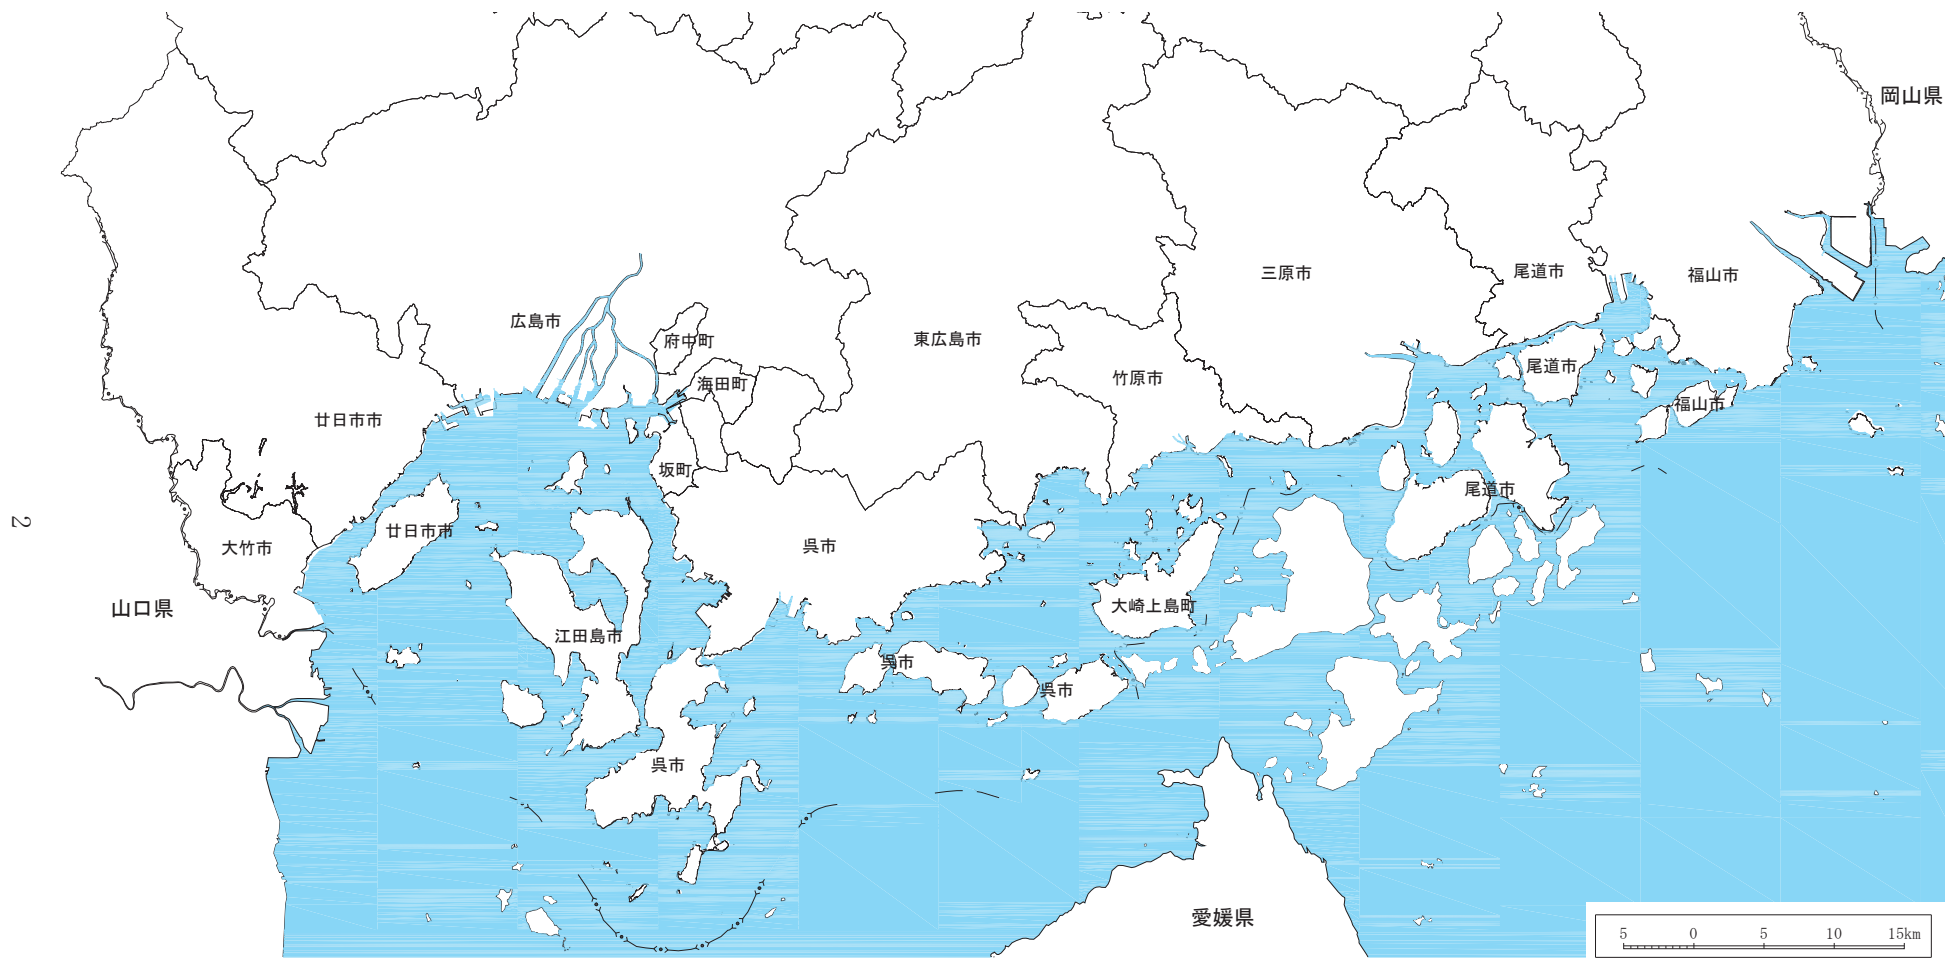 岡山県
三原市
尾道市
福山市
広島市
府中町
東広島市
海田町
竹原市
尾道市
福山市
廿日市市
坂町
尾道市
2
廿日市市
大竹市
呉市
山口県
大崎上島町
江田島市
呉市
呉市
呉市
愛媛県
5 0 5 10 15km